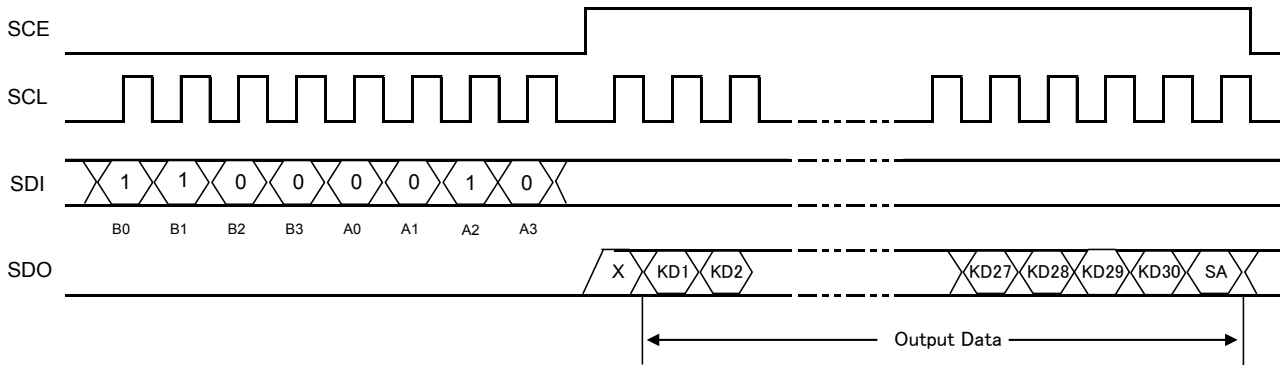 SCE
SCL
SDI 1 1 0 0 0 0 1 0
B0 B1 B2 B3 A0 A1 A2 A3
SDO X KD1 KD2 KD27 KD28 KD29 KD30 SA
Output Data